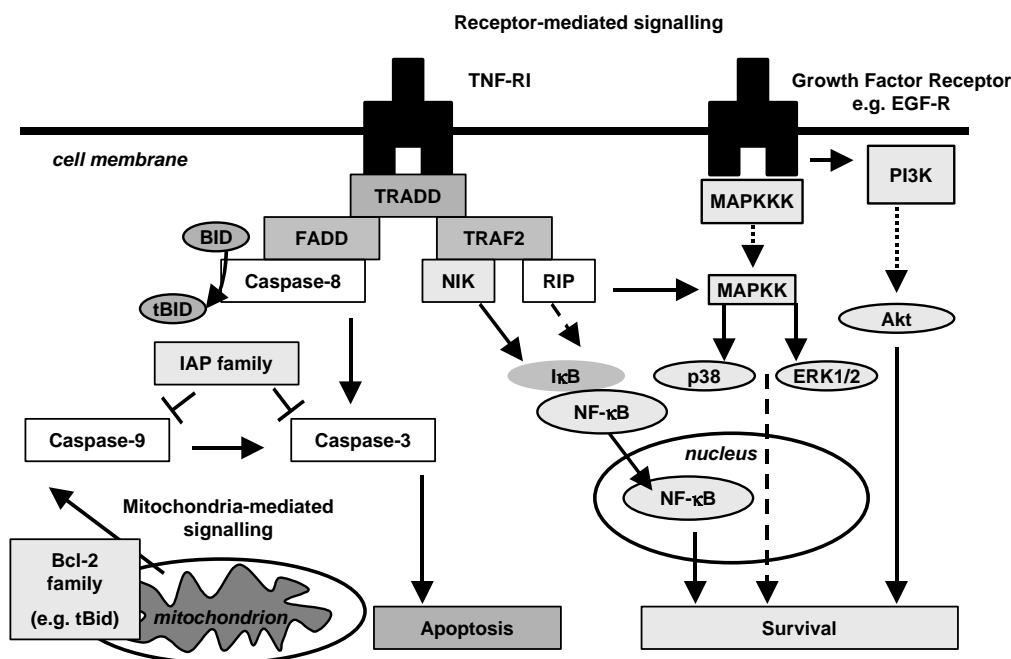 Receptor-mediated signalling
TNF-RI
Growth Factor Receptor
e.g. EGF-R
cell membrane
PI3K
TRADD
MAPKKK
BID
FADD
TRAF2
Caspase-8
NIK
RIP
MAPKK
tBID
Akt
IAP family
IκB
p38
ERK1/2
NF-κB
Caspase-9
Caspase-3
nucleus
NF-κB
Mitochondria-mediated
signalling
Bcl-2
family
(e.g. tBid)
mitochondrion
Apoptosis
Survival